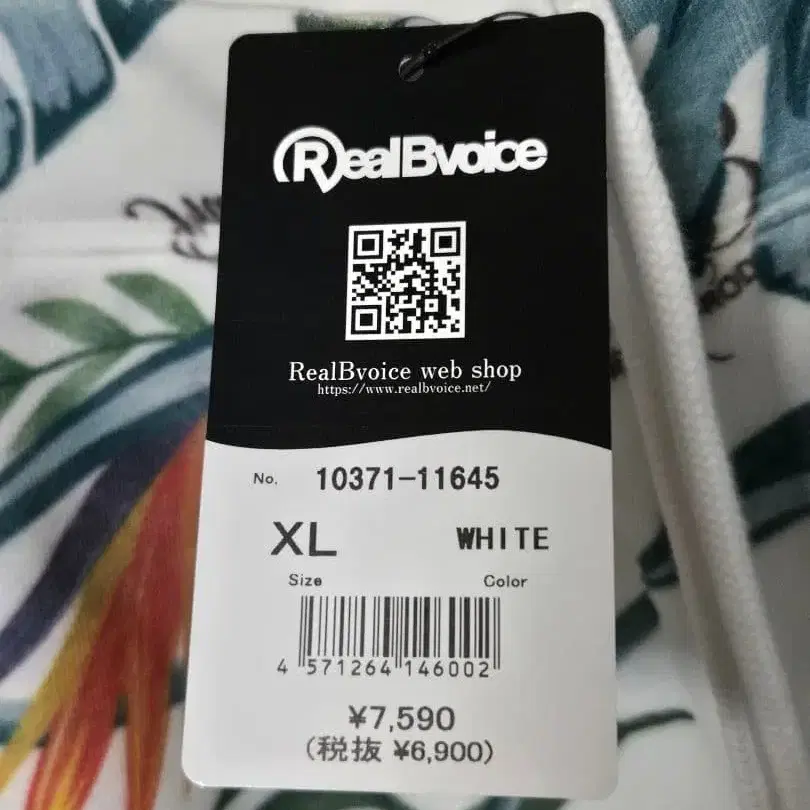 RealBvoice
RealBvoice web shop
https://www.realbvoice.net/
No. 10371-11645
XL WHITE
Size Color
4 571264 146002
¥7,590
(税抜 ¥6,900)